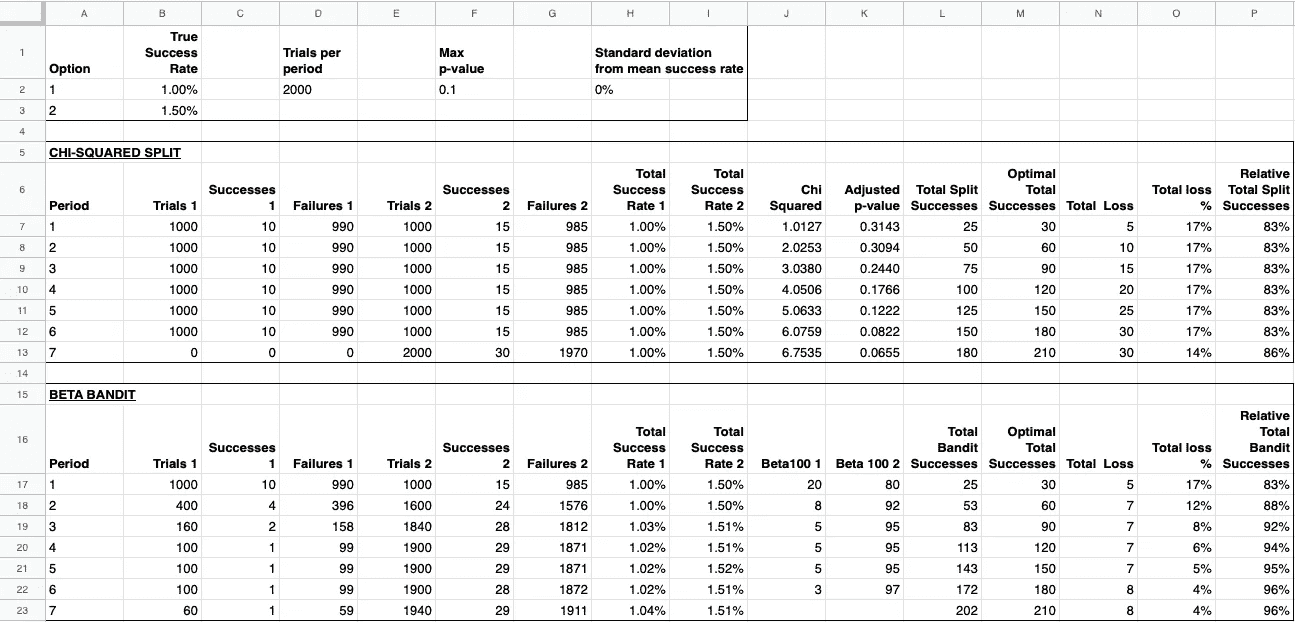 A B C D E F G H I J K L M N O P
1 Option True Success Rate Trials per period Max p-value Standard deviation from mean success rate
2 1 1.00% 2000 0.1 0%
3 2 1.50%
4
5 CHI-SQUARED SPLIT
6 Period Trials 1 Successes 1 Failures 1 Trials 2 Successes 2 Failures 2 Total Success Rate 1 Total Success Rate 2 Chi Squared Adjusted p-value Total Split Successes Optimal Total Successes Total Loss Total loss % Relative Total Split Successes
7 1 1000 10 990 1000 15 985 1.00% 1.50% 1.0127 0.3143 25 30 5 17% 83%
8 2 1000 10 990 1000 15 985 1.00% 1.50% 2.0253 0.3094 50 60 10 17% 83%
9 3 1000 10 990 1000 15 985 1.00% 1.50% 3.0380 0.2440 75 90 15 17% 83%
10 4 1000 10 990 1000 15 985 1.00% 1.50% 4.0506 0.1766 100 120 20 17% 83%
11 5 1000 10 990 1000 15 985 1.00% 1.50% 5.0633 0.1222 125 150 25 17% 83%
12 6 1000 10 990 1000 15 985 1.00% 1.50% 6.0759 0.0822 150 180 30 17% 83%
13 7 0 0 0 2000 30 1970 1.00% 1.50% 6.7535 0.0655 180 210 30 14% 86%
14
15 BETA BANDIT
16 Period Trials 1 Successes 1 Failures 1 Trials 2 Successes 2 Failures 2 Total Success Rate 1 Total Success Rate 2 Beta100 1 Beta 100 2 Total Bandit Successes Optimal Total Successes Total Loss Total loss % Relative Total Bandit Successes
17 1 1000 10 990 1000 15 985 1.00% 1.50% 20 80 25 30 5 17% 83%
18 2 400 4 396 1600 24 1576 1.00% 1.50% 8 92 53 60 7 12% 88%
19 3 160 2 158 1840 28 1812 1.03% 1.51% 5 95 83 90 7 8% 92%
20 4 100 1 99 1900 29 1871 1.02% 1.51% 5 95 113 120 7 6% 94%
21 5 100 1 99 1900 29 1871 1.02% 1.52% 5 95 143 150 7 5% 95%
22 6 100 1 99 1900 28 1872 1.02% 1.51% 3 97 172 180 8 4% 96%
23 7 60 1 59 1940 29 1911 1.04% 1.51% 202 210 8 4% 96%